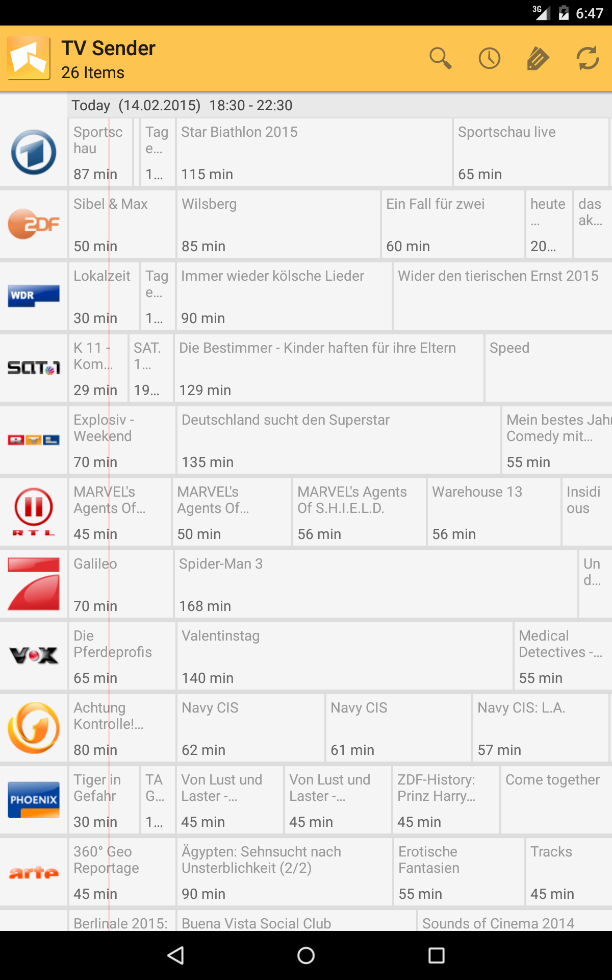 3G 6:47
TV Sender
26 Items
Today (14.02.2015) 18:30 - 22:30
1
Sportsc
hau
87 min
Tag
e...
1...
Star Biathlon 2015
115 min
Sportschau live
65 min
ZDF
Sibel & Max
50 min
Wilsberg
85 min
Ein Fall für zwei
60 min
heute
...
20...
das
ak...
WDR
Lokalzeit
30 min
Tag
e...
1...
Immer wieder kölsche Lieder
90 min
Wider den tierischen Ernst 2015
SAT.1
K 11 -
Kom...
29 min
SAT.
1...
19...
Die Bestimmer - Kinder haften für ihre Eltern
129 min
Speed
RTL
Explosiv -
Weekend
70 min
Deutschland sucht den Superstar
135 min
Mein bestes Jahr
Comedy mit...
55 min
II
RTL
MARVEL's
Agents Of...
45 min
MARVEL's
Agents Of...
50 min
MARVEL's Agents
Of S.H.I.E.L.D.
56 min
Warehouse 13
56 min
Insidi
ous
7
Galileo
70 min
Spider-Man 3
168 min
Un
d...
VOX
Die
Pferdeprofis
65 min
Valentinstag
140 min
Medical
Detectives -...
55 min
Achtung
Kontrolle!...
80 min
Navy CIS
62 min
Navy CIS
61 min
Navy CIS: L.A.
57 min
PHOENIX
Tiger in
Gefahr
30 min
TA
G...
1...
Von Lust und
Laster -...
45 min
Von Lust und
Laster -...
45 min
ZDF-History:
Prinz Harry...
45 min
Come together
arte
360° Geo
Reportage
45 min
Ägypten: Sehnsucht nach
Unsterblichkeit (2/2)
90 min
Erotische
Fantasien
55 min
Tracks
45 min
Berlinale 2015:
Buena Vista Social Club
Sounds of Cinema 2014